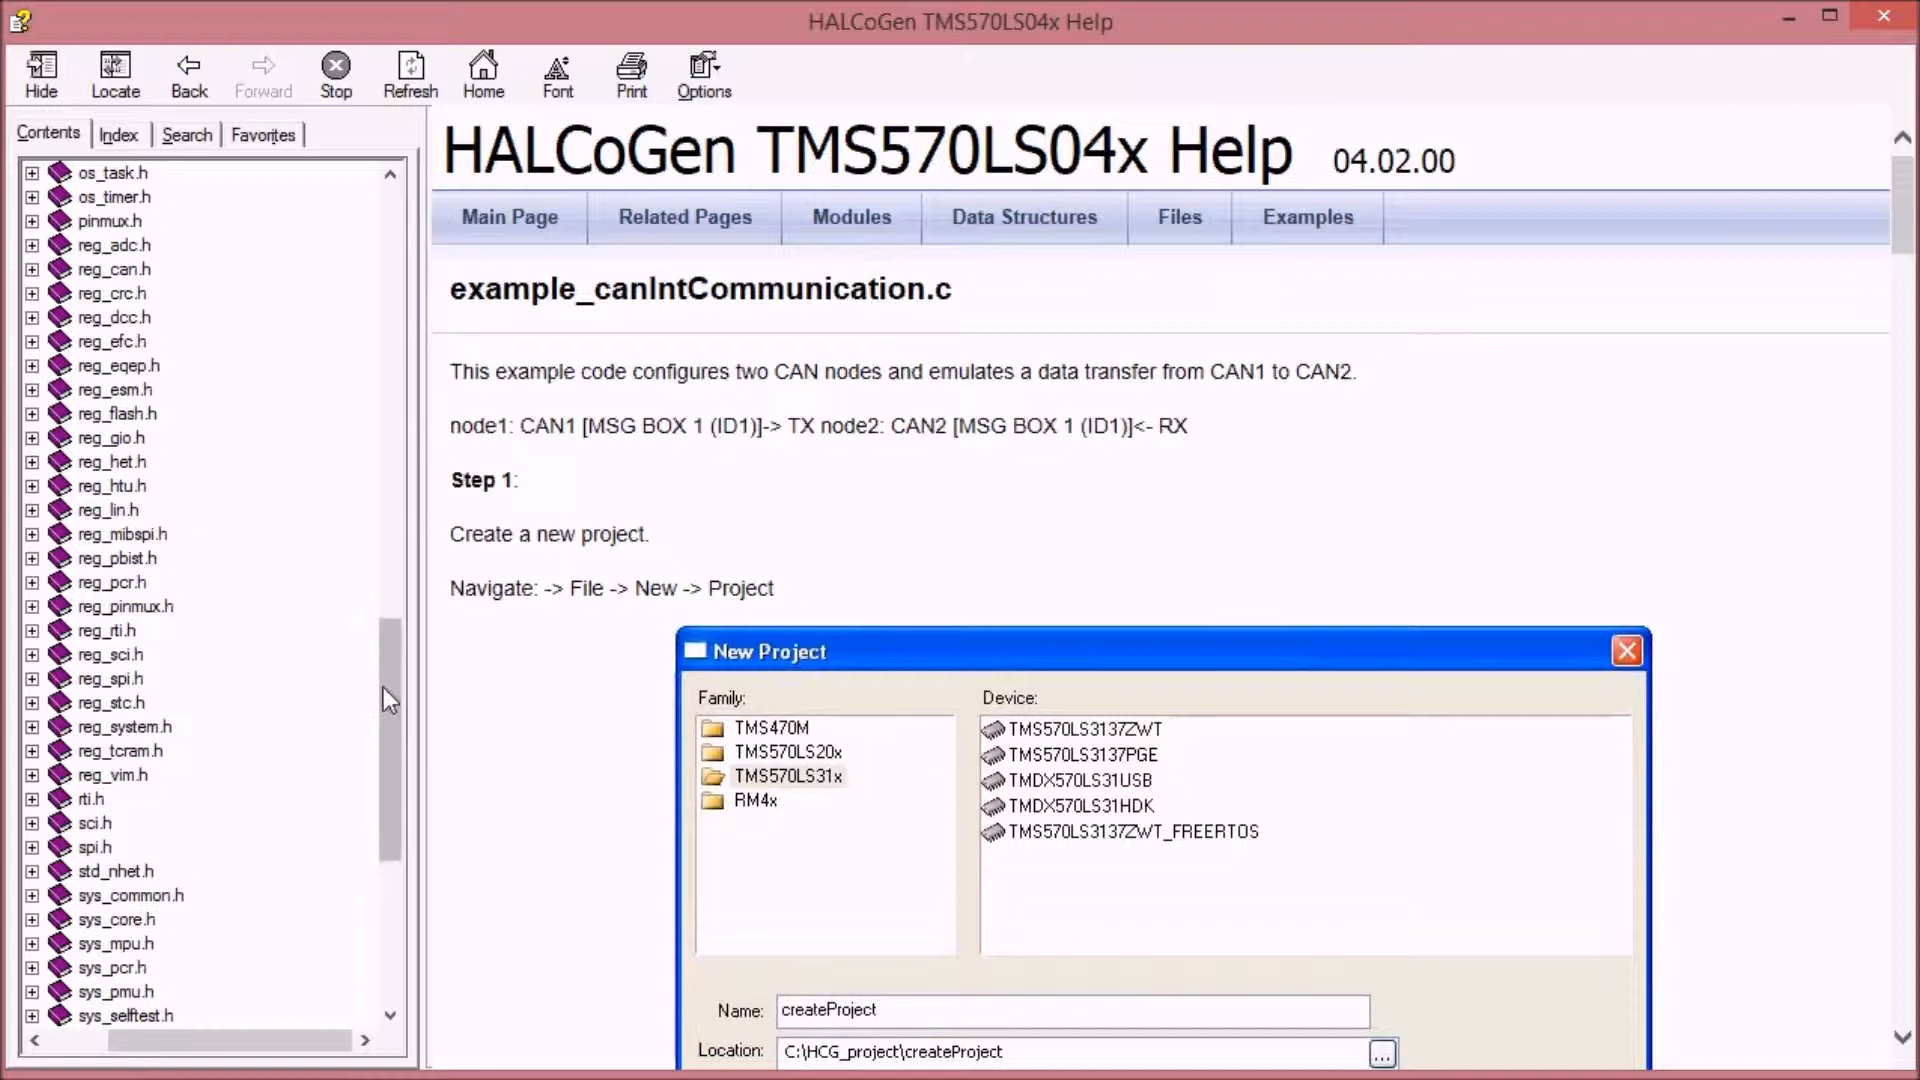 HALCoGen TMS570LS04x Help
Hide Locate Back Forward Stop Refresh Home Font Print Options
Contents Index Search Favorites
os_task.h
os_timer.h
pinmux.h
reg_adc.h
reg_can.h
reg_crc.h
reg_dcc.h
reg_efc.h
reg_eqep.h
reg_esm.h
reg_flash.h
reg_gio.h
reg_het.h
reg_htu.h
reg_lin.h
reg_mibspi.h
reg_pbist.h
reg_pcr.h
reg_pinmux.h
reg_rti.h
reg_sci.h
reg_spi.h
reg_stc.h
reg_system.h
reg_tcram.h
reg_vim.h
rti.h
sci.h
spi.h
std_nhet.h
sys_common.h
sys_core.h
sys_mpu.h
sys_pcr.h
sys_pmu.h
sys_selftest.h
HALCoGen TMS570LS04x Help 04.02.00
Main Page Related Pages Modules Data Structures Files Examples
example_canIntCommunication.c
This example code configures two CAN nodes and emulates a data transfer from CAN1 to CAN2.
node1: CAN1 [MSG BOX 1 (ID1)]-> TX node2: CAN2 [MSG BOX 1 (ID1)]<- RX
Step 1:
Create a new project.
Navigate: -> File -> New -> Project
New Project
Family:
TMS470M
TMS570LS20x
TMS570LS31x
RM4x
Device:
TMS570LS3137ZWT
TMS570LS3137PGE
TMDX570LS31USB
TMDX570LS31HDK
TMS570LS3137ZWT_FREERTOS
Name: createProject
Location: C:\HCG_project\createProject ...